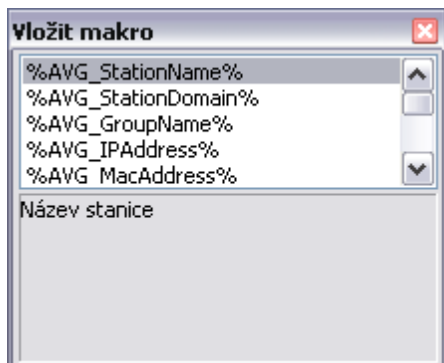 Vložit makro
%AVG_StationName%
%AVG_StationDomain%
%AVG_GroupName%
%AVG_IPAddress%
%AVG_MacAddress%
Název stanice